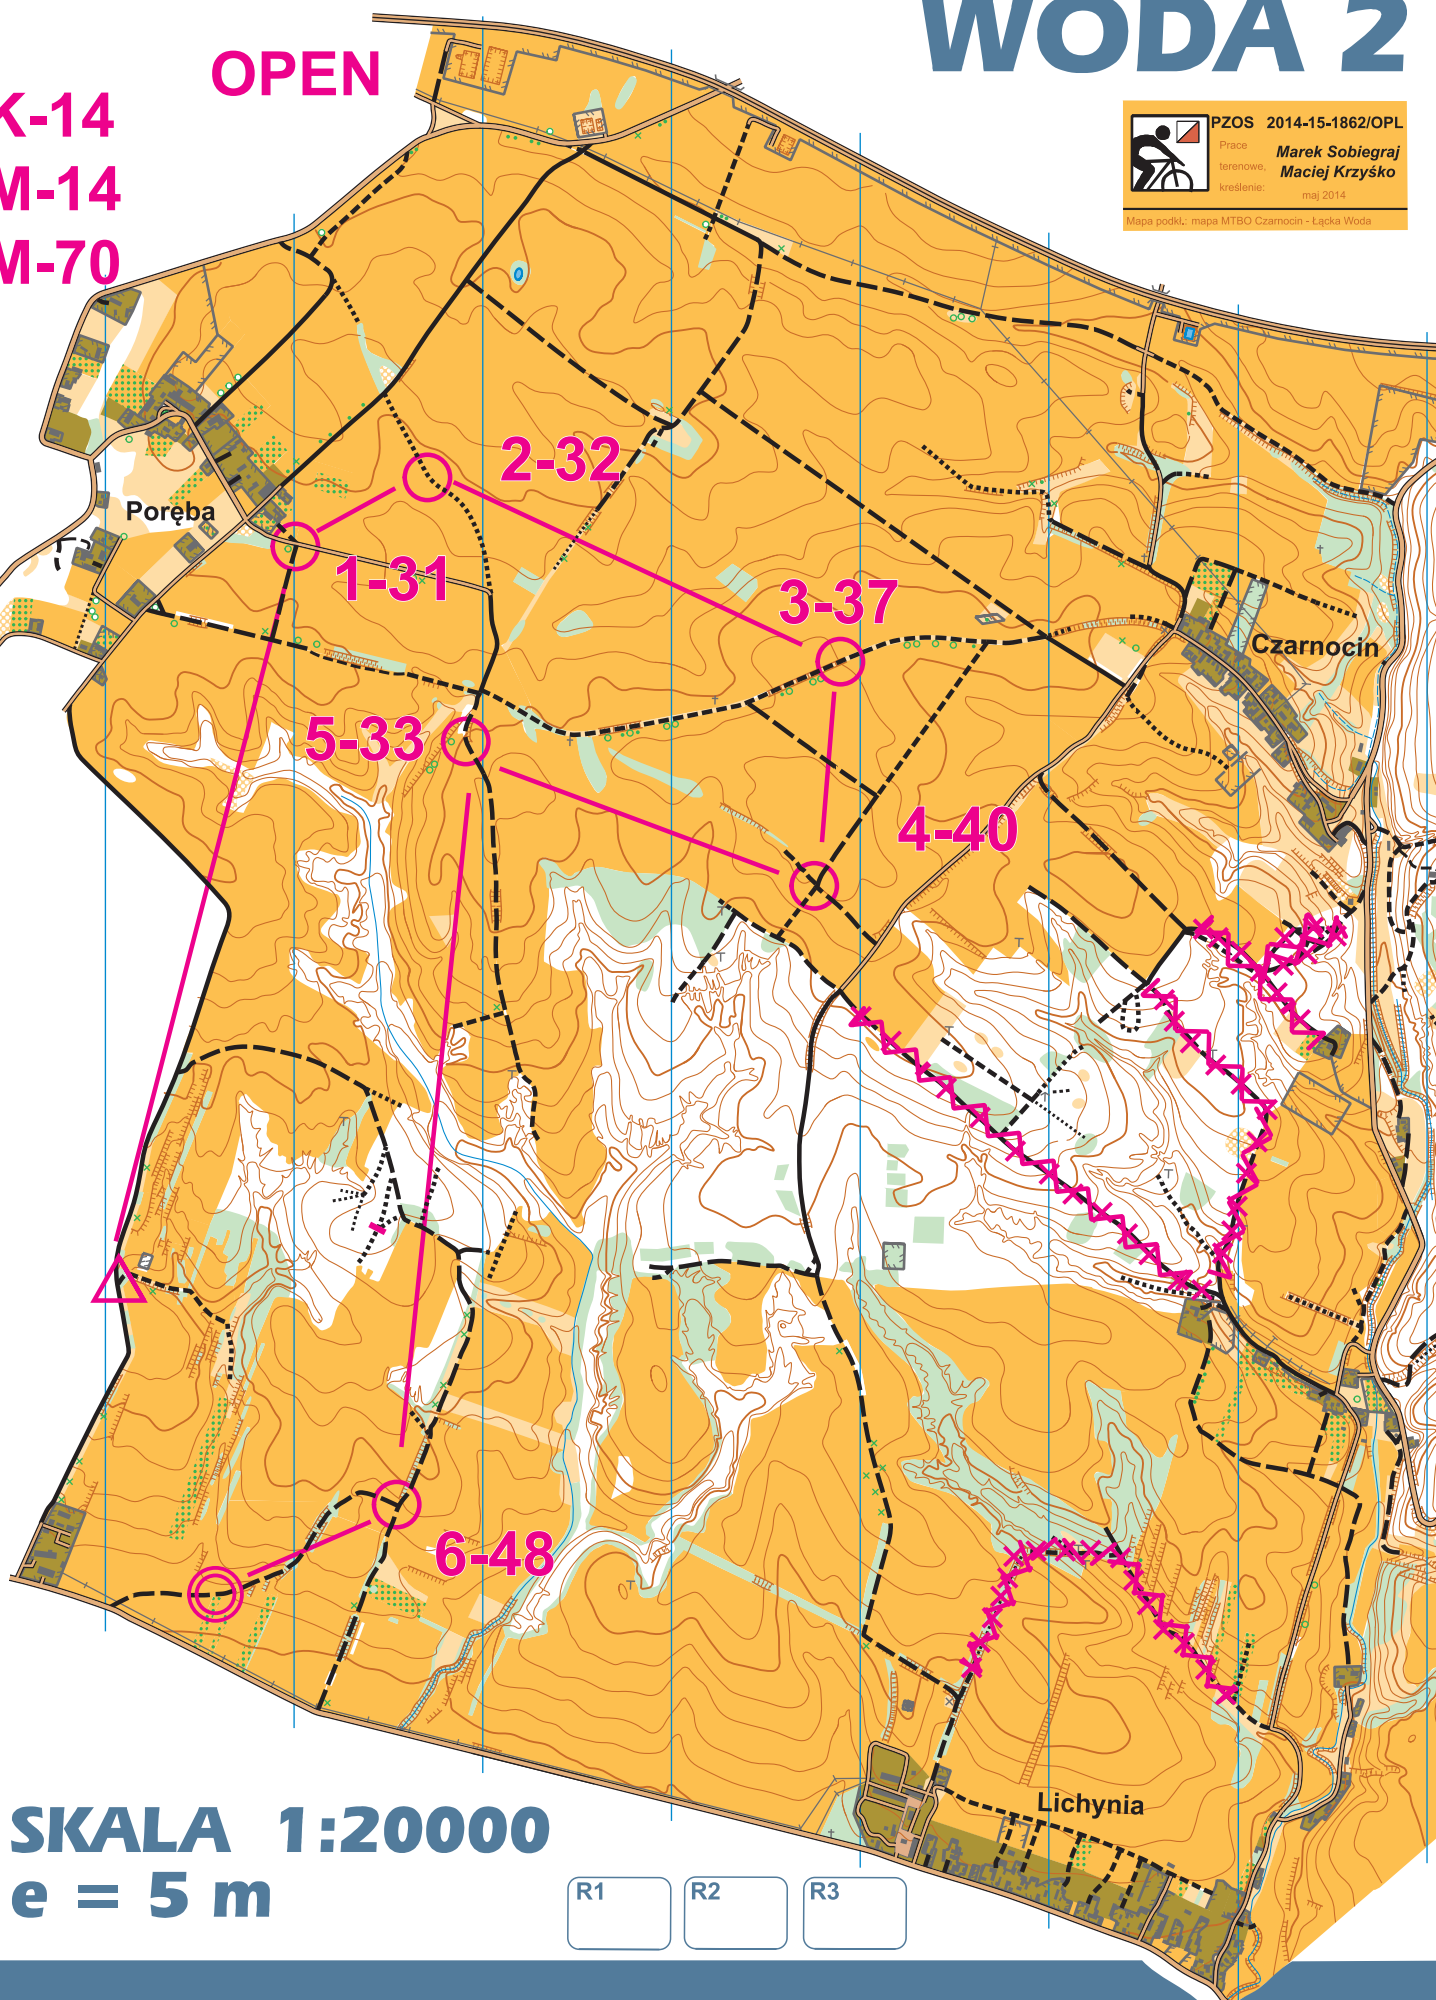 WODA 2
OPEN
K-14
M-14
M-70
PZOS 2014-15-1862/OPL
Prace
terenowe,
kreślenie:
Marek Sobiegraj
Maciej Krzyśko
maj 2014
Mapa podkł.: mapa MTBO Czarnocin - Łącka Woda
2-32
Poręba
1-31
3-37
Czarnocin
5-33
4-40
6-48
Lichynia
SKALA 1:20000
e = 5 m
R1
R2
R3